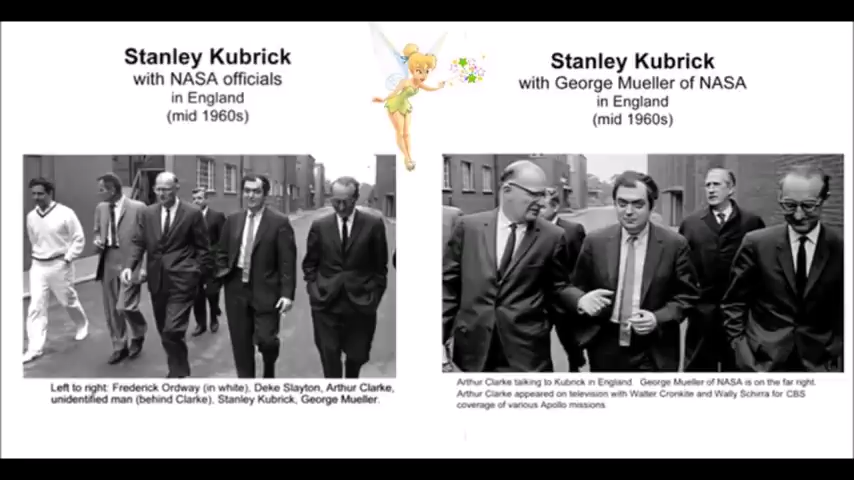 Stanley Kubrick
with NASA officials
in England
(mid 1960s)
Left to right: Frederick Ordway (in white), Deke Slayton, Arthur Clarke,
unidentified man (behind Clarke), Stanley Kubrick, George Mueller.
Stanley Kubrick
with George Mueller of NASA
in England
(mid 1960s)
Arthur Clarke talking to Kubrick in England. George Mueller of NASA is on the far right.
Arthur Clarke appeared on television with Walter Cronkite and Wally Schirra for CBS
coverage of various Apollo missions.